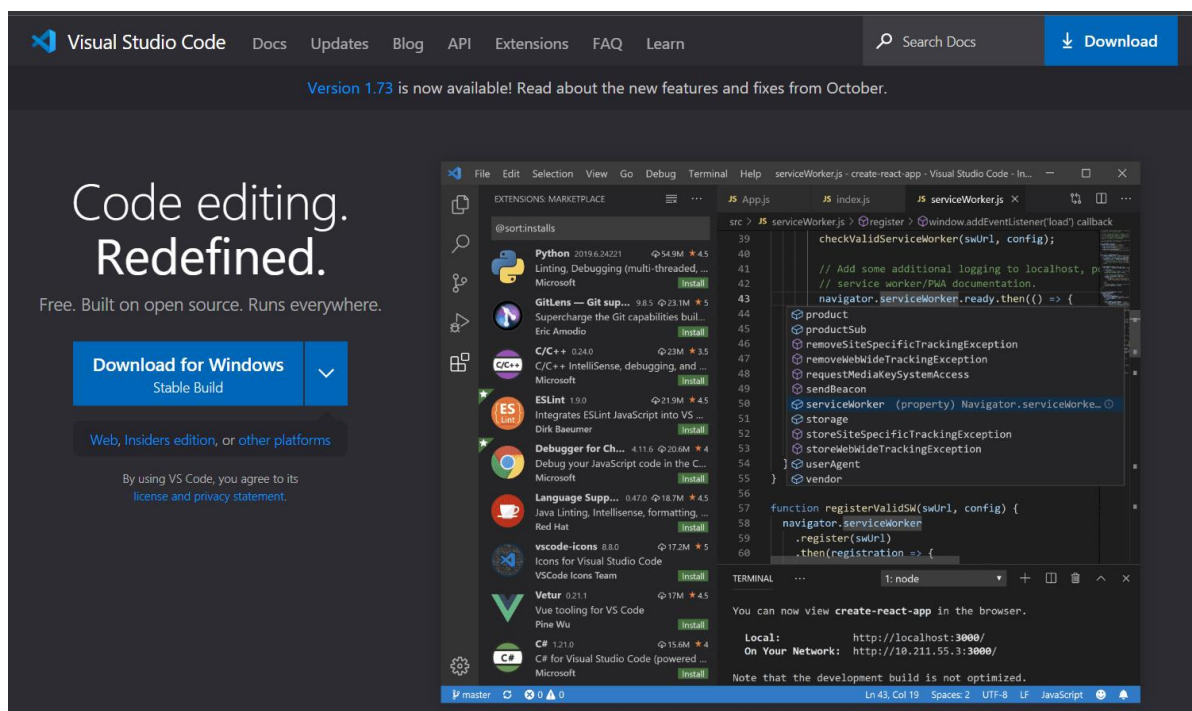 Visual Studio Code Docs Updates Blog API Extensions FAQ Learn Search Docs Download
Version 1.73 is now available! Read about the new features and fixes from October.
Code editing.
Redefined.
Free. Built on open source. Runs everywhere.
Download for Windows
Stable Build
Web, Insiders edition, or other platforms
By using VS Code, you agree to its
license and privacy statement.
File Edit Selection View Go Debug Terminal Help serviceWorker.js - create-react-app - Visual Studio Code - In...
EXTENSIONS: MARKETPLACE
@sort:installs
Python 2019.6.24221 54.9M ★ 4.5
Linting, Debugging (multi-threaded, ...
Microsoft Install
GitLens — Git sup... 9.8.5 23.1M ★ 5
Supercharge the Git capabilities buil...
Eric Amodio Install
C/C++ 0.24.0 23M ★ 3.5
C/C++
C/C++ IntelliSense, debugging, and ...
Microsoft Install
ESLint 1.9.0 21.9M ★ 4.5
ES
Lint
Integrates ESLint JavaScript into VS ...
Dirk Baeumer Install
Debugger for Ch... 4.11.6 20.6M ★ 4
Debug your JavaScript code in the C...
Microsoft Install
Language Supp... 0.47.0 18.7M ★ 4.5
Java Linting, Intellisense, formatting, ...
Red Hat Install
vscode-icons 8.8.0 17.2M ★ 5
Icons for Visual Studio Code
VSCode Icons Team Install
Vetur 0.21.1 17M ★ 4.5
Vue tooling for VS Code
Pine Wu Install
C# 1.21.0 15.6M ★ 4
C#
C# for Visual Studio Code (powered ...
Microsoft Install
JS App.js JS index.js JS serviceWorker.js ×
src > JS serviceWorker.js > register > window.addEventListener('load') callback
39 checkValidServiceWorker(swUrl, config);
40
41 // Add some additional logging to localhost, p
42 // service worker/PWA documentation.
43 navigator.serviceWorker.ready.then(() => {
44 product
45 productSub
46 removeSiteSpecificTrackingException
47 removeWebWideTrackingException
48 requestMediaKeySystemAccess
49 sendBeacon
50 serviceWorker (property) Navigator.serviceWorke…
51 storage
52 storeSiteSpecificTrackingException
53 storeWebWideTrackingException
54 } userAgent
55 } vendor
56
57 function registerValidSW(swUrl, config) {
58 navigator.serviceWorker
59 .register(swUrl)
60 .then(registration => {
TERMINAL ... 1: node
You can now view create-react-app in the browser.
Local: http://localhost:3000/
On Your Network: http://10.211.55.3:3000/
Note that the development build is not optimized.
master 0 0 Ln 43, Col 19 Spaces: 2 UTF-8 LF JavaScript